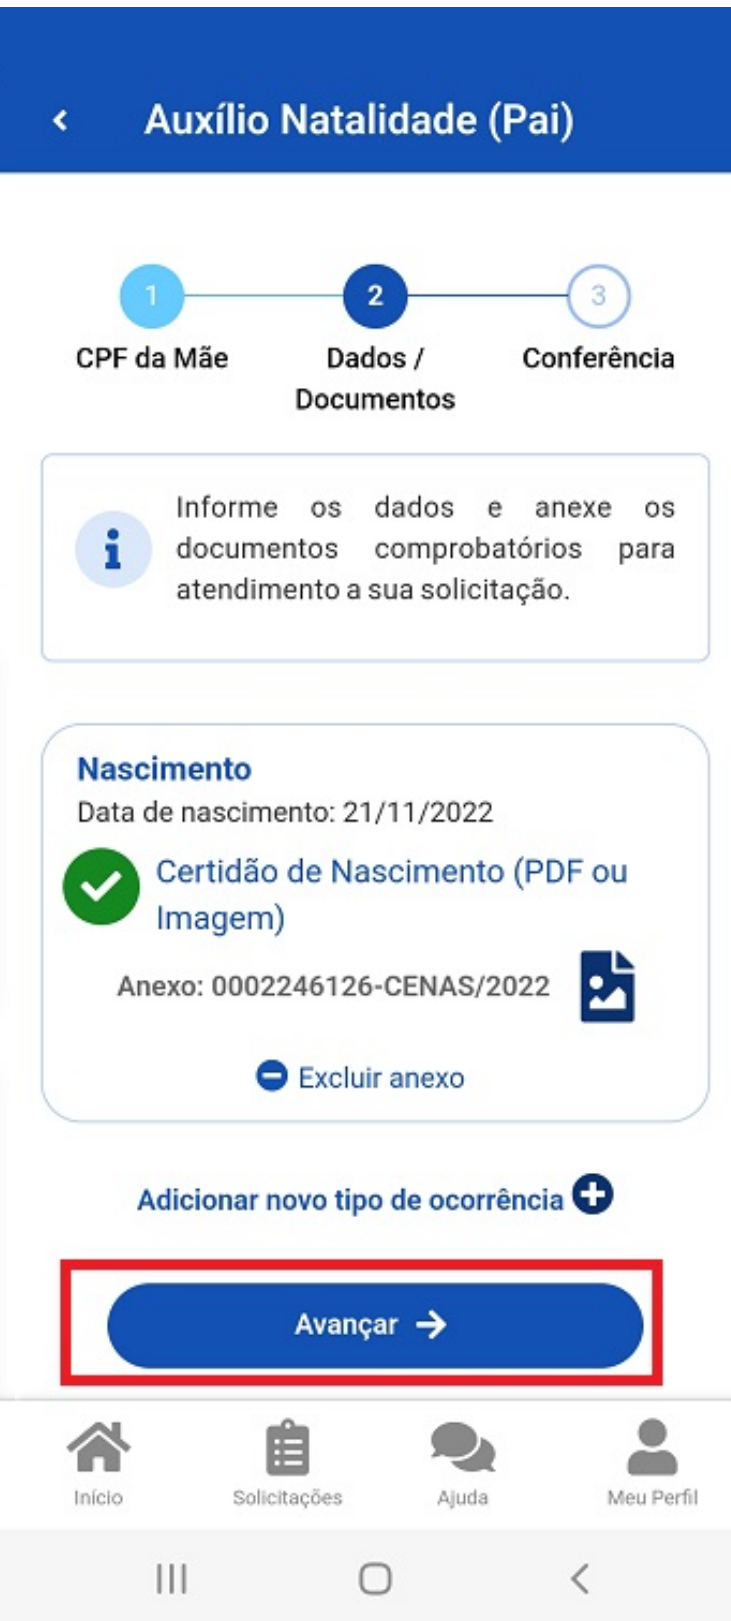 Auxílio Natalidade (Pai)
1
2
3
CPF da Mãe
Dados /
Documentos
Conferência
Informe os dados e anexe os
documentos comprobatórios para
atendimento a sua solicitação.
Nascimento
Data de nascimento: 21/11/2022
Certidão de Nascimento (PDF ou
Imagem)
Anexo: 0002246126-CENAS/2022
Excluir anexo
Adicionar novo tipo de ocorrência
Avançar
Início
Solicitações
Ajuda
Meu Perfil